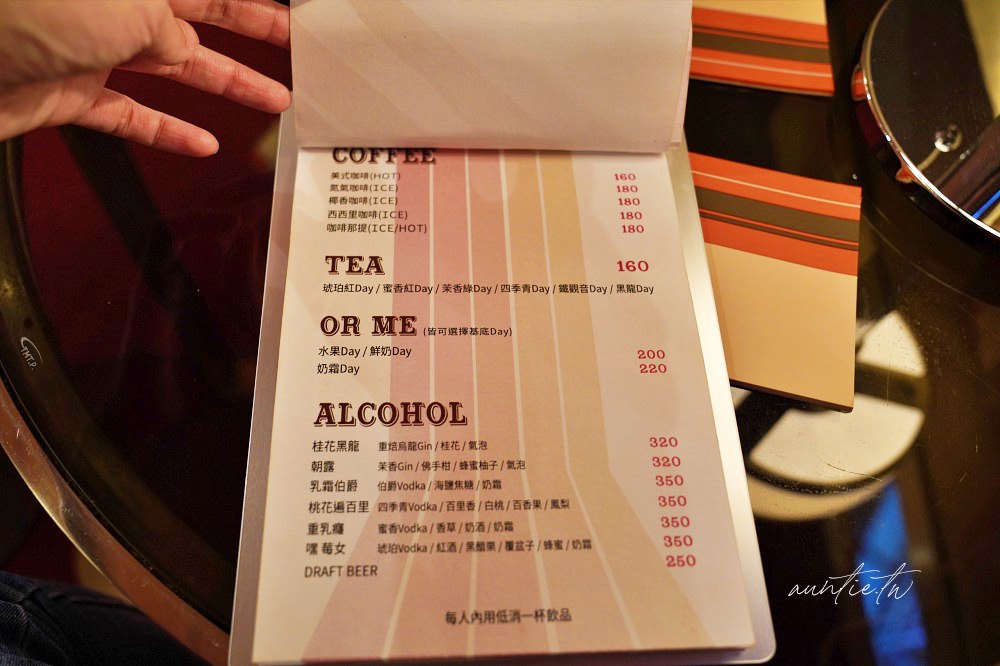 COFFEE
美式咖啡(HOT) 160
氮氣咖啡(ICE) 180
椰香咖啡(ICE) 180
西西里咖啡(ICE) 180
咖啡那提(ICE/HOT) 180
TEA 160
琥珀紅Day / 蜜香紅Day / 茉香綠Day / 四季青Day / 鐵觀音Day / 黑龍Day
OR ME (皆可選擇基底Day)
水果Day / 鮮奶Day 200
奶霜Day 220
ALCOHOL
桂花黑龍 重焙烏龍Gin / 桂花 / 氣泡 320
朝露 茉香Gin / 佛手柑 / 蜂蜜柚子 / 氣泡 320
乳霜伯爵 伯爵Vodka / 海鹽焦糖 / 奶霜 350
桃花遍百里 四季青Vodka / 百里香 / 白桃 / 百香果 / 鳳梨 350
重乳癮 蜜香Vodka / 香草 / 奶酒 / 奶霜 350
嘿 莓女 琥珀Vodka / 紅酒 / 黑醋栗 / 覆盆子 / 蜂蜜 / 奶霜 350
DRAFT BEER 250
每人內用低消一杯飲品
TMT.P.
auntie.tw